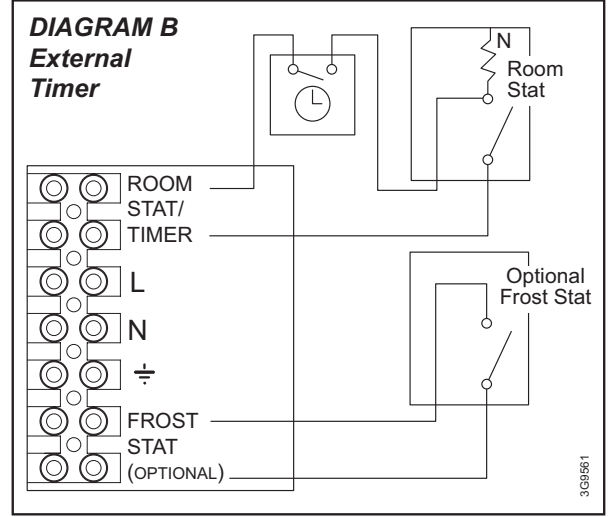 DIAGRAM B
External
Timer
N
Room
Stat
ROOM
STAT/
TIMER
L
N
Optional
Frost Stat
FROST
STAT
(OPTIONAL)
3G9561